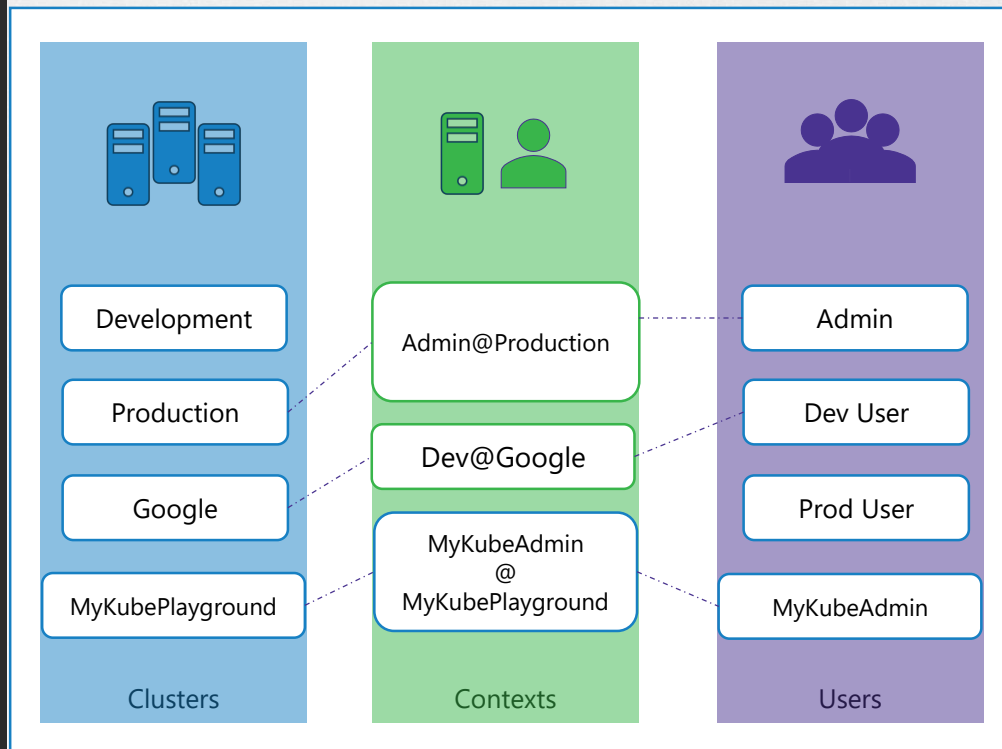 Development
Production
Google
MyKubePlayground
Clusters
Admin@Production
Dev@Google
MyKubeAdmin
@
MyKubePlayground
Contexts
Admin
Dev User
Prod User
MyKubeAdmin
Users